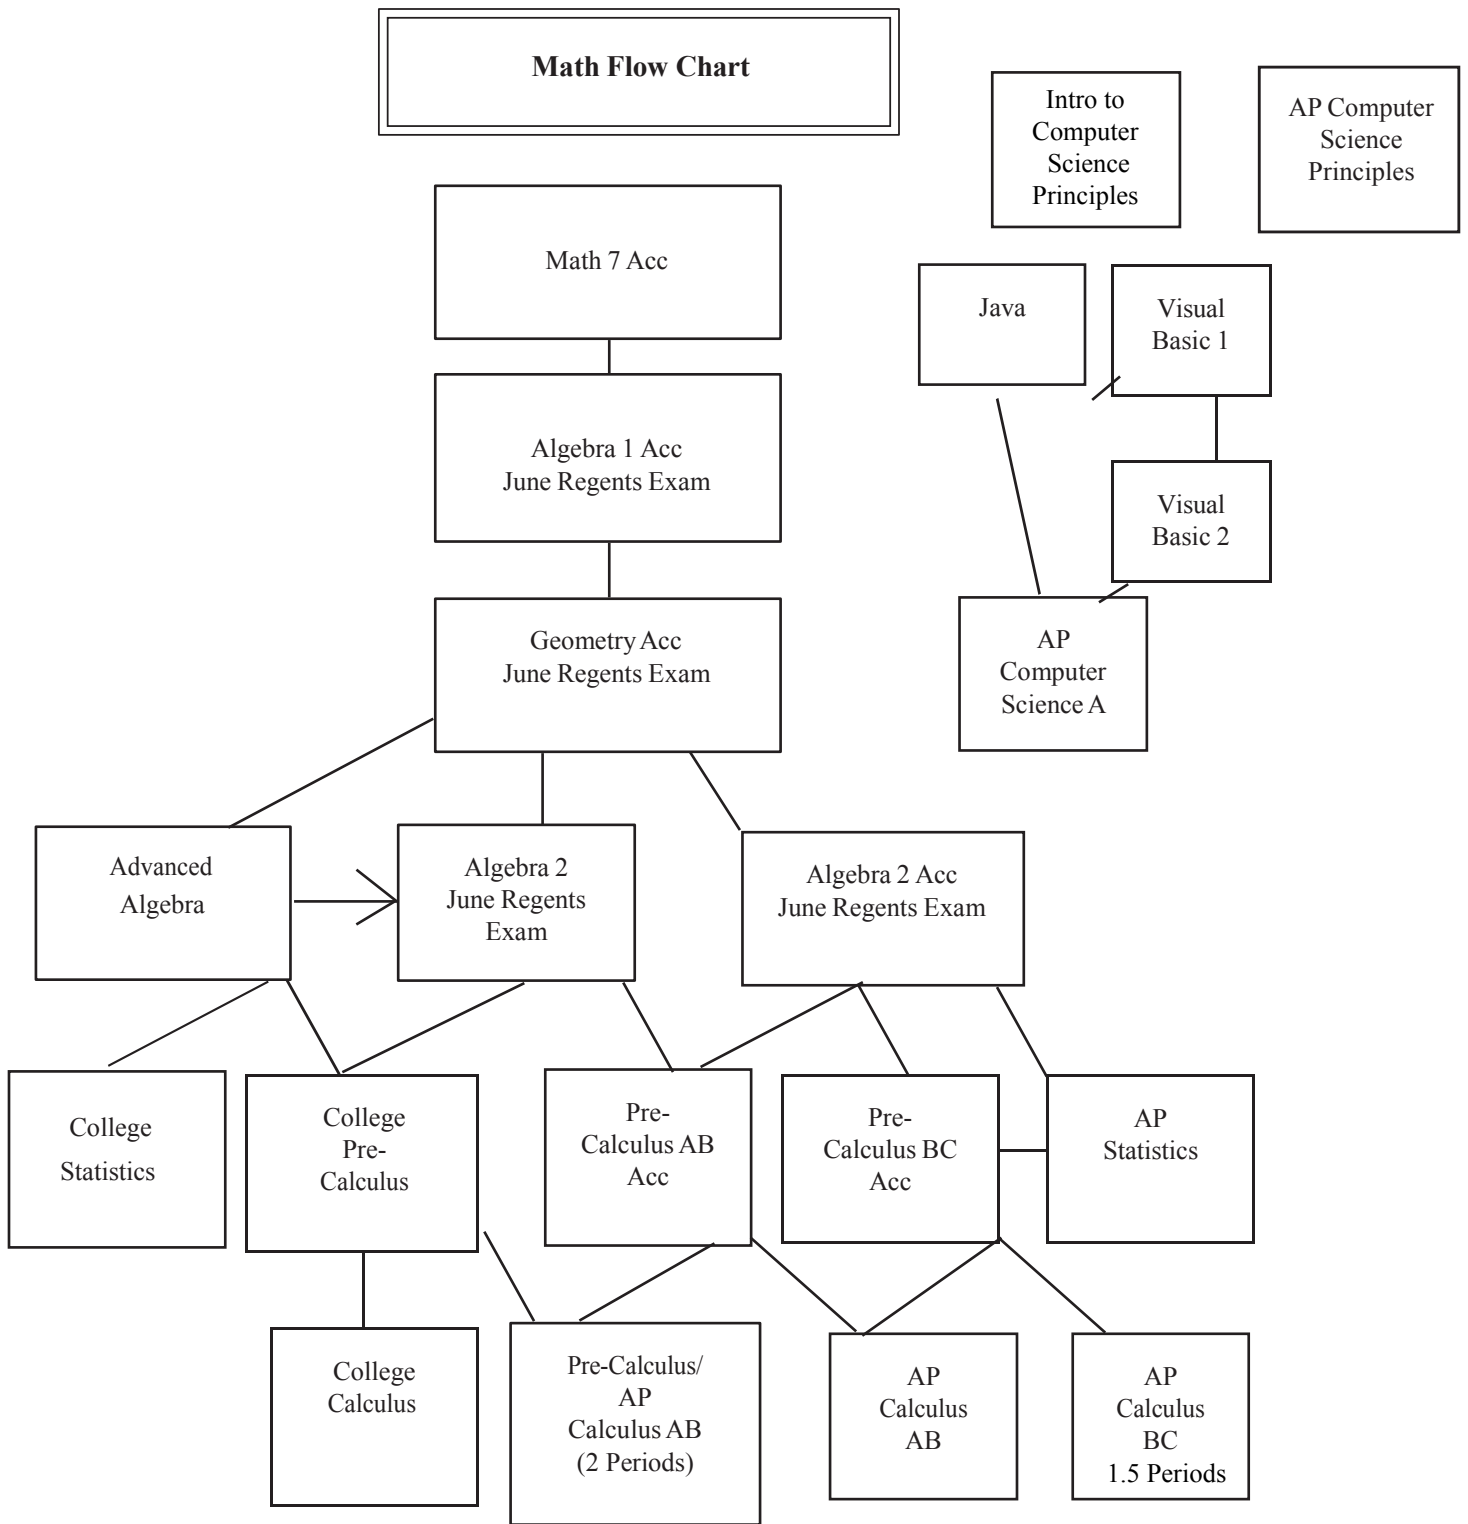 Math Flow Chart
Intro to
Computer
Science
Principles
AP Computer
Science
Principles
Math 7 Acc
Java
Visual
Basic 1
Algebra 1 Acc
June Regents Exam
Visual
Basic 2
Geometry Acc
June Regents Exam
AP
Computer
Science A
Advanced
Algebra
Algebra 2
June Regents
Exam
Algebra 2 Acc
June Regents Exam
College
Statistics
College
Pre-
Calculus
Pre-
Calculus AB
Acc
Pre-
Calculus BC
Acc
AP
Statistics
College
Calculus
Pre-Calculus/
AP
Calculus AB
(2 Periods)
AP
Calculus
AB
AP
Calculus
BC
1.5 Periods